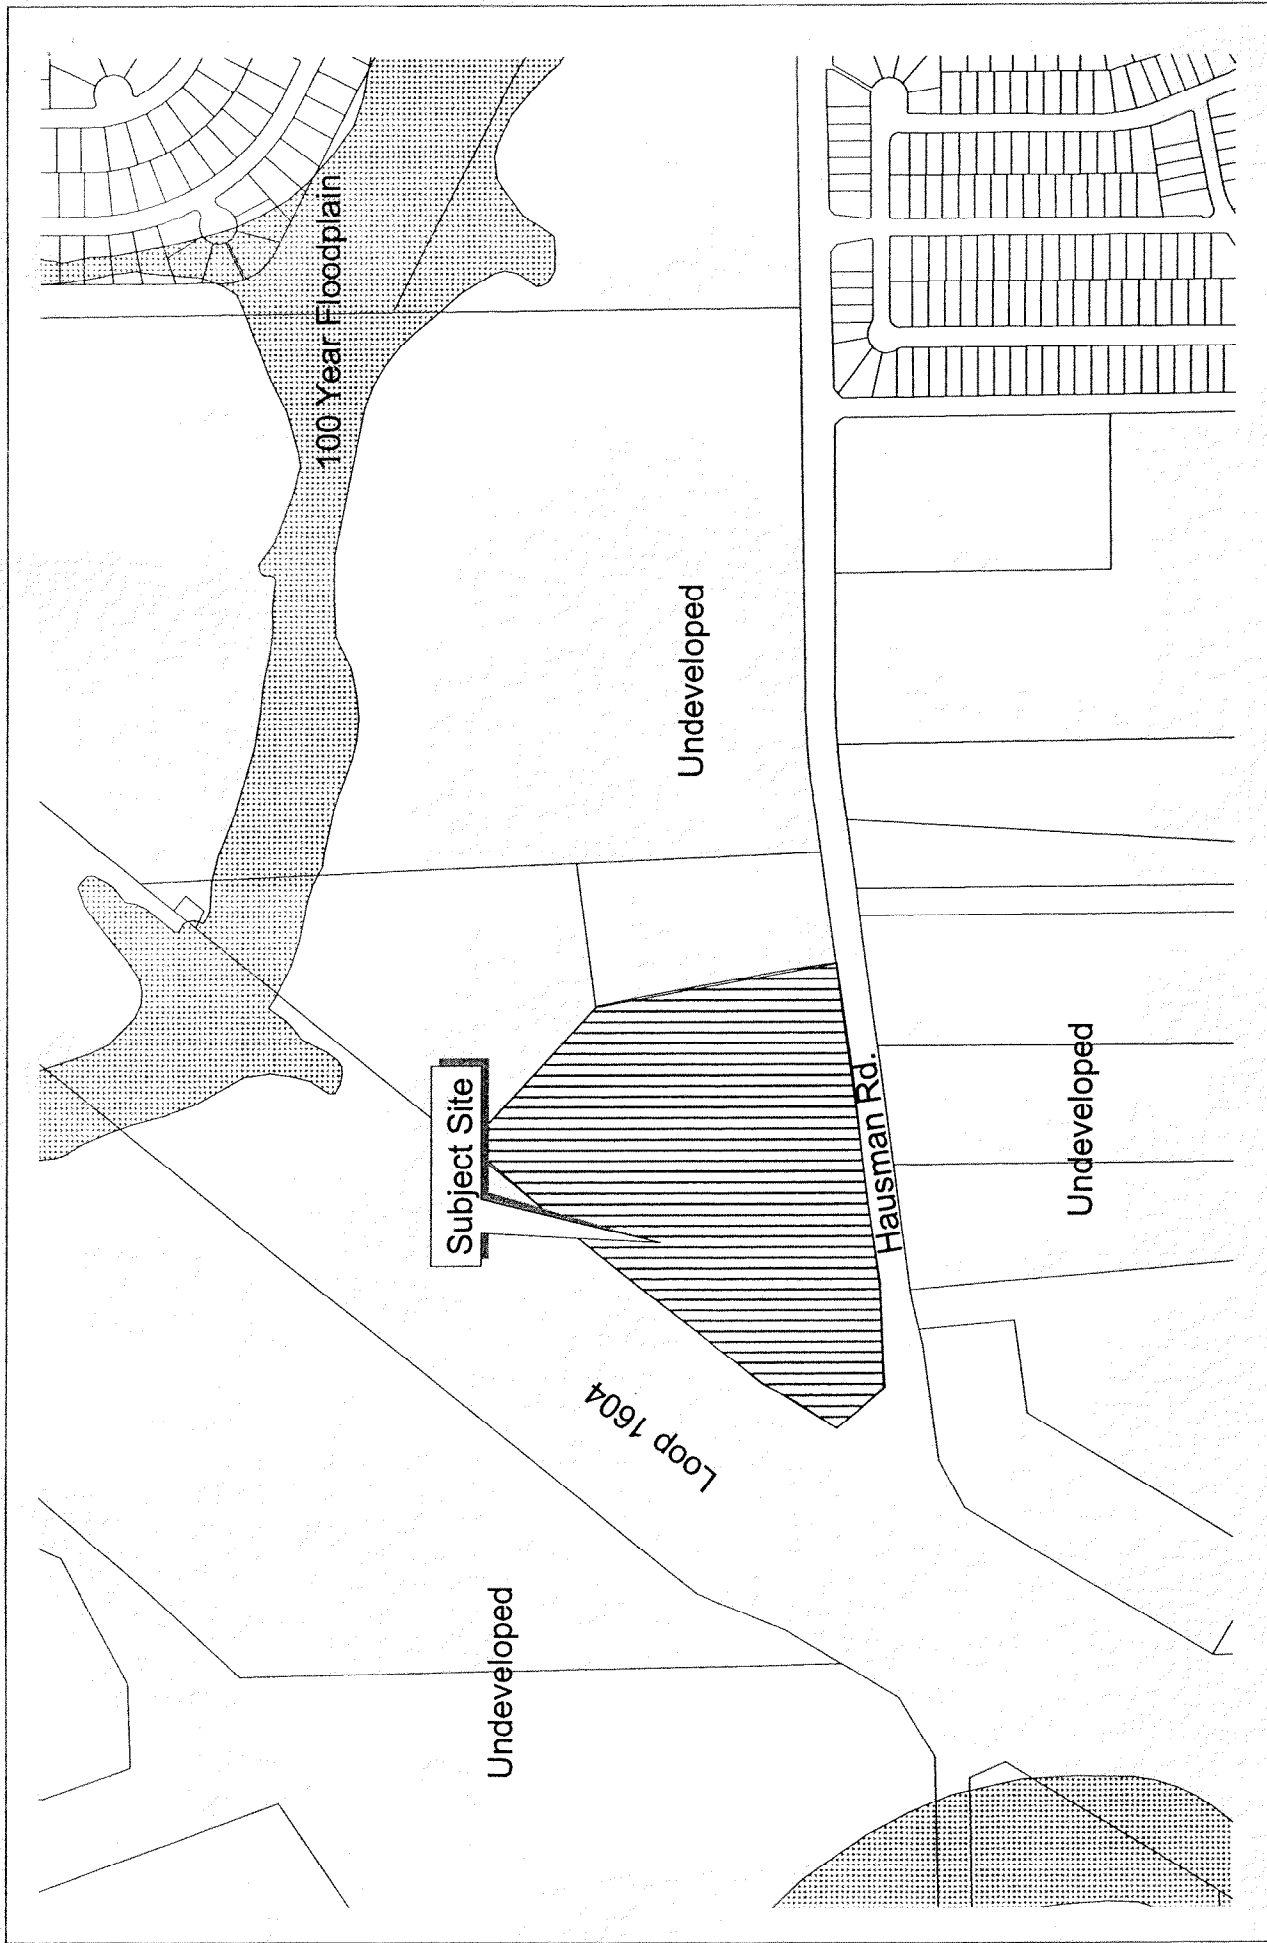 100 Year Floodplain
Undeveloped
Subject Site
Hausman Rd.
Undeveloped
Loop 1604
Undeveloped